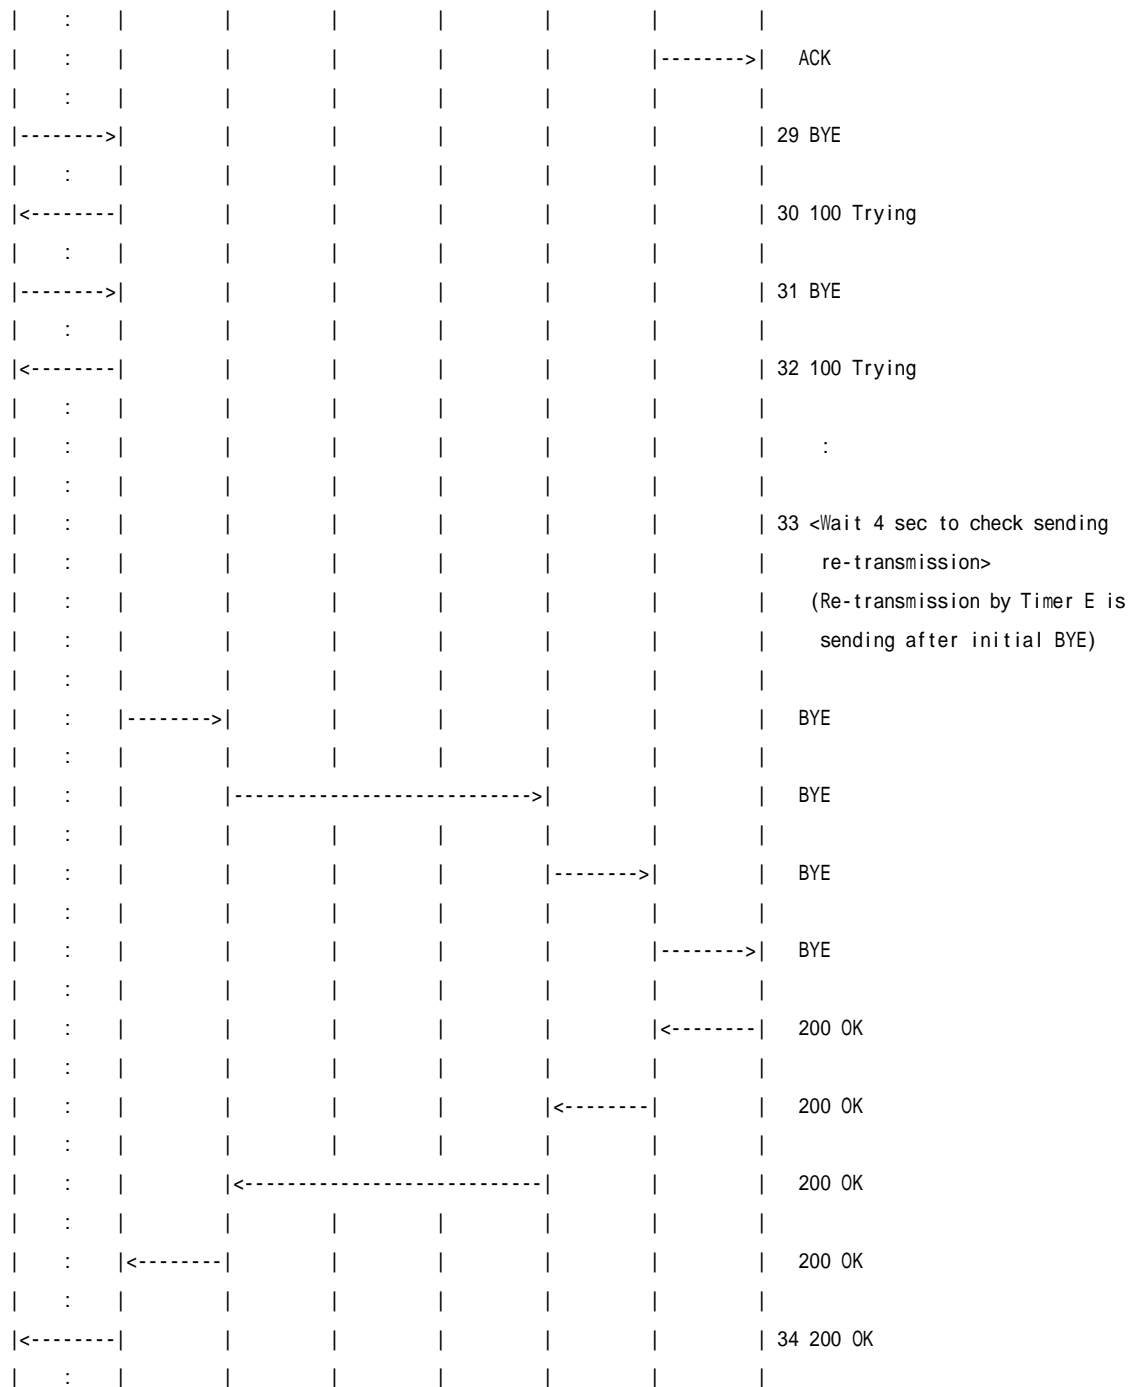 |    :    |          |          |          |          |          |          |
|    :    |          |          |          |          |          |-------->|   ACK
|    :    |          |          |          |          |          |          |
|-------->|          |          |          |          |          |          | 29 BYE
|    :    |          |          |          |          |          |          |
|<--------|          |          |          |          |          |          | 30 100 Trying
|    :    |          |          |          |          |          |          |
|-------->|          |          |          |          |          |          | 31 BYE
|    :    |          |          |          |          |          |          |
|<--------|          |          |          |          |          |          | 32 100 Trying
|    :    |          |          |          |          |          |          |
|    :    |          |          |          |          |          |          |     :
|    :    |          |          |          |          |          |          |
|    :    |          |          |          |          |          |          | 33 <Wait 4 sec to check sending
|    :    |          |          |          |          |          |          |     re-transmission>
|    :    |          |          |          |          |          |          |    (Re-transmission by Timer E is
|    :    |          |          |          |          |          |          |     sending after initial BYE)
|    :    |          |          |          |          |          |          |
|    :    |-------->|          |          |          |          |          |   BYE
|    :    |          |          |          |          |          |          |
|    :    |          |---------------------------->|          |          |   BYE
|    :    |          |          |          |          |          |          |
|    :    |          |          |          |          |-------->|          |   BYE
|    :    |          |          |          |          |          |          |
|    :    |          |          |          |          |          |-------->|   BYE
|    :    |          |          |          |          |          |          |
|    :    |          |          |          |          |          |<--------|   200 OK
|    :    |          |          |          |          |          |          |
|    :    |          |          |          |          |<--------|          |   200 OK
|    :    |          |          |          |          |          |          |
|    :    |          |<----------------------------|          |          |   200 OK
|    :    |          |          |          |          |          |          |
|    :    |<--------|          |          |          |          |          |   200 OK
|    :    |          |          |          |          |          |          |
|<--------|          |          |          |          |          |          | 34 200 OK
|    :    |          |          |          |          |          |          |